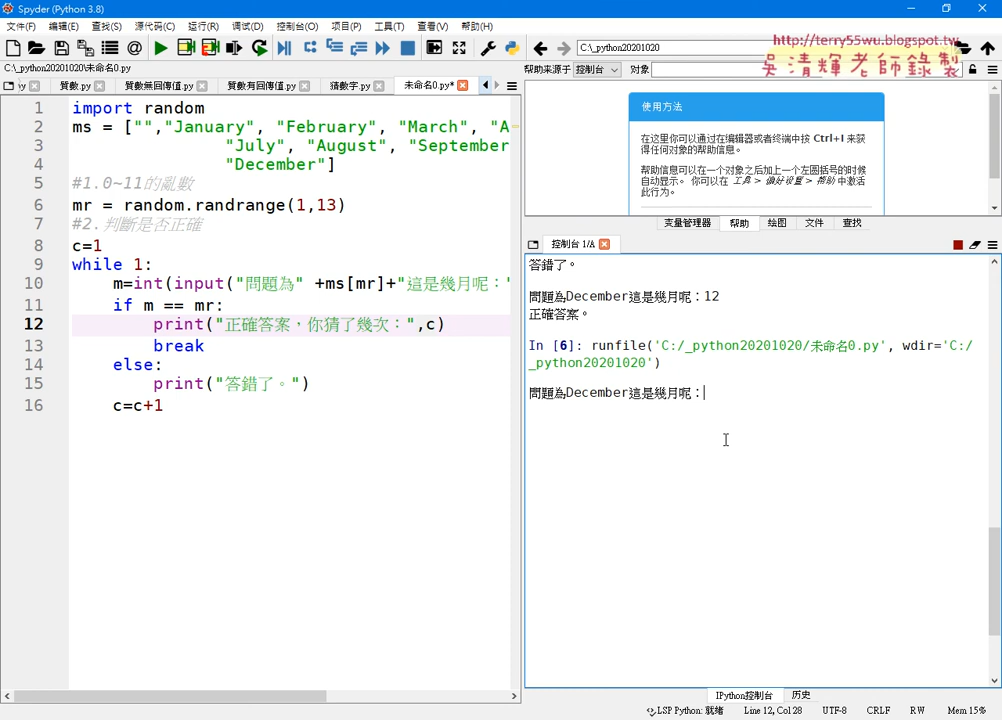 Spyder (Python 3.8)
文件(F) 编辑(E) 查找(S) 源代码(C) 运行(R) 调试(D) 控制台(O) 项目(P) 工具(T) 查看(V) 帮助(H)
C:\_python20201020
http://terry55wu.blogspot.tw
吳清輝老師錄製
C:\_python20201020\未命名0.py
帮助来源于 控制台 对象
質數.py 質數無回傳值.py 質數有回傳值.py 猜數字.py 未命名0.py*
1 import random
2 ms = ["","January", "February", "March", "A
3 "July", "August", "September
4 "December"]
5 #1.0~11的亂數
6 mr = random.randrange(1,13)
7 #2.判斷是否正確
8 c=1
9 while 1:
10 m=int(input("問題為" +ms[mr]+"這是幾月呢："
11 if m == mr:
12 print("正確答案，你猜了幾次：",c)
13 break
14 else:
15 print("答錯了。")
16 c=c+1
使用方法
在这里你可以通过在编辑器或者终端中按 Ctrl+I 来获
得任何对象的帮助信息。
帮助信息可以在一个对象之后加上一个左圆括号的时候
自动显示。 你可以在 工具 > 偏好设置 > 帮助 中激活
此行为。
变量管理器 帮助 绘图 文件 查找
控制台 1/A
答錯了。
問題為December這是幾月呢：12
正確答案。
In [6]: runfile('C:/_python20201020/未命名0.py', wdir='C:/
_python20201020')
問題為December這是幾月呢：
IPython控制台 历史
LSP Python: 就绪 Line 12, Col 28 UTF-8 CRLF RW Mem 15%